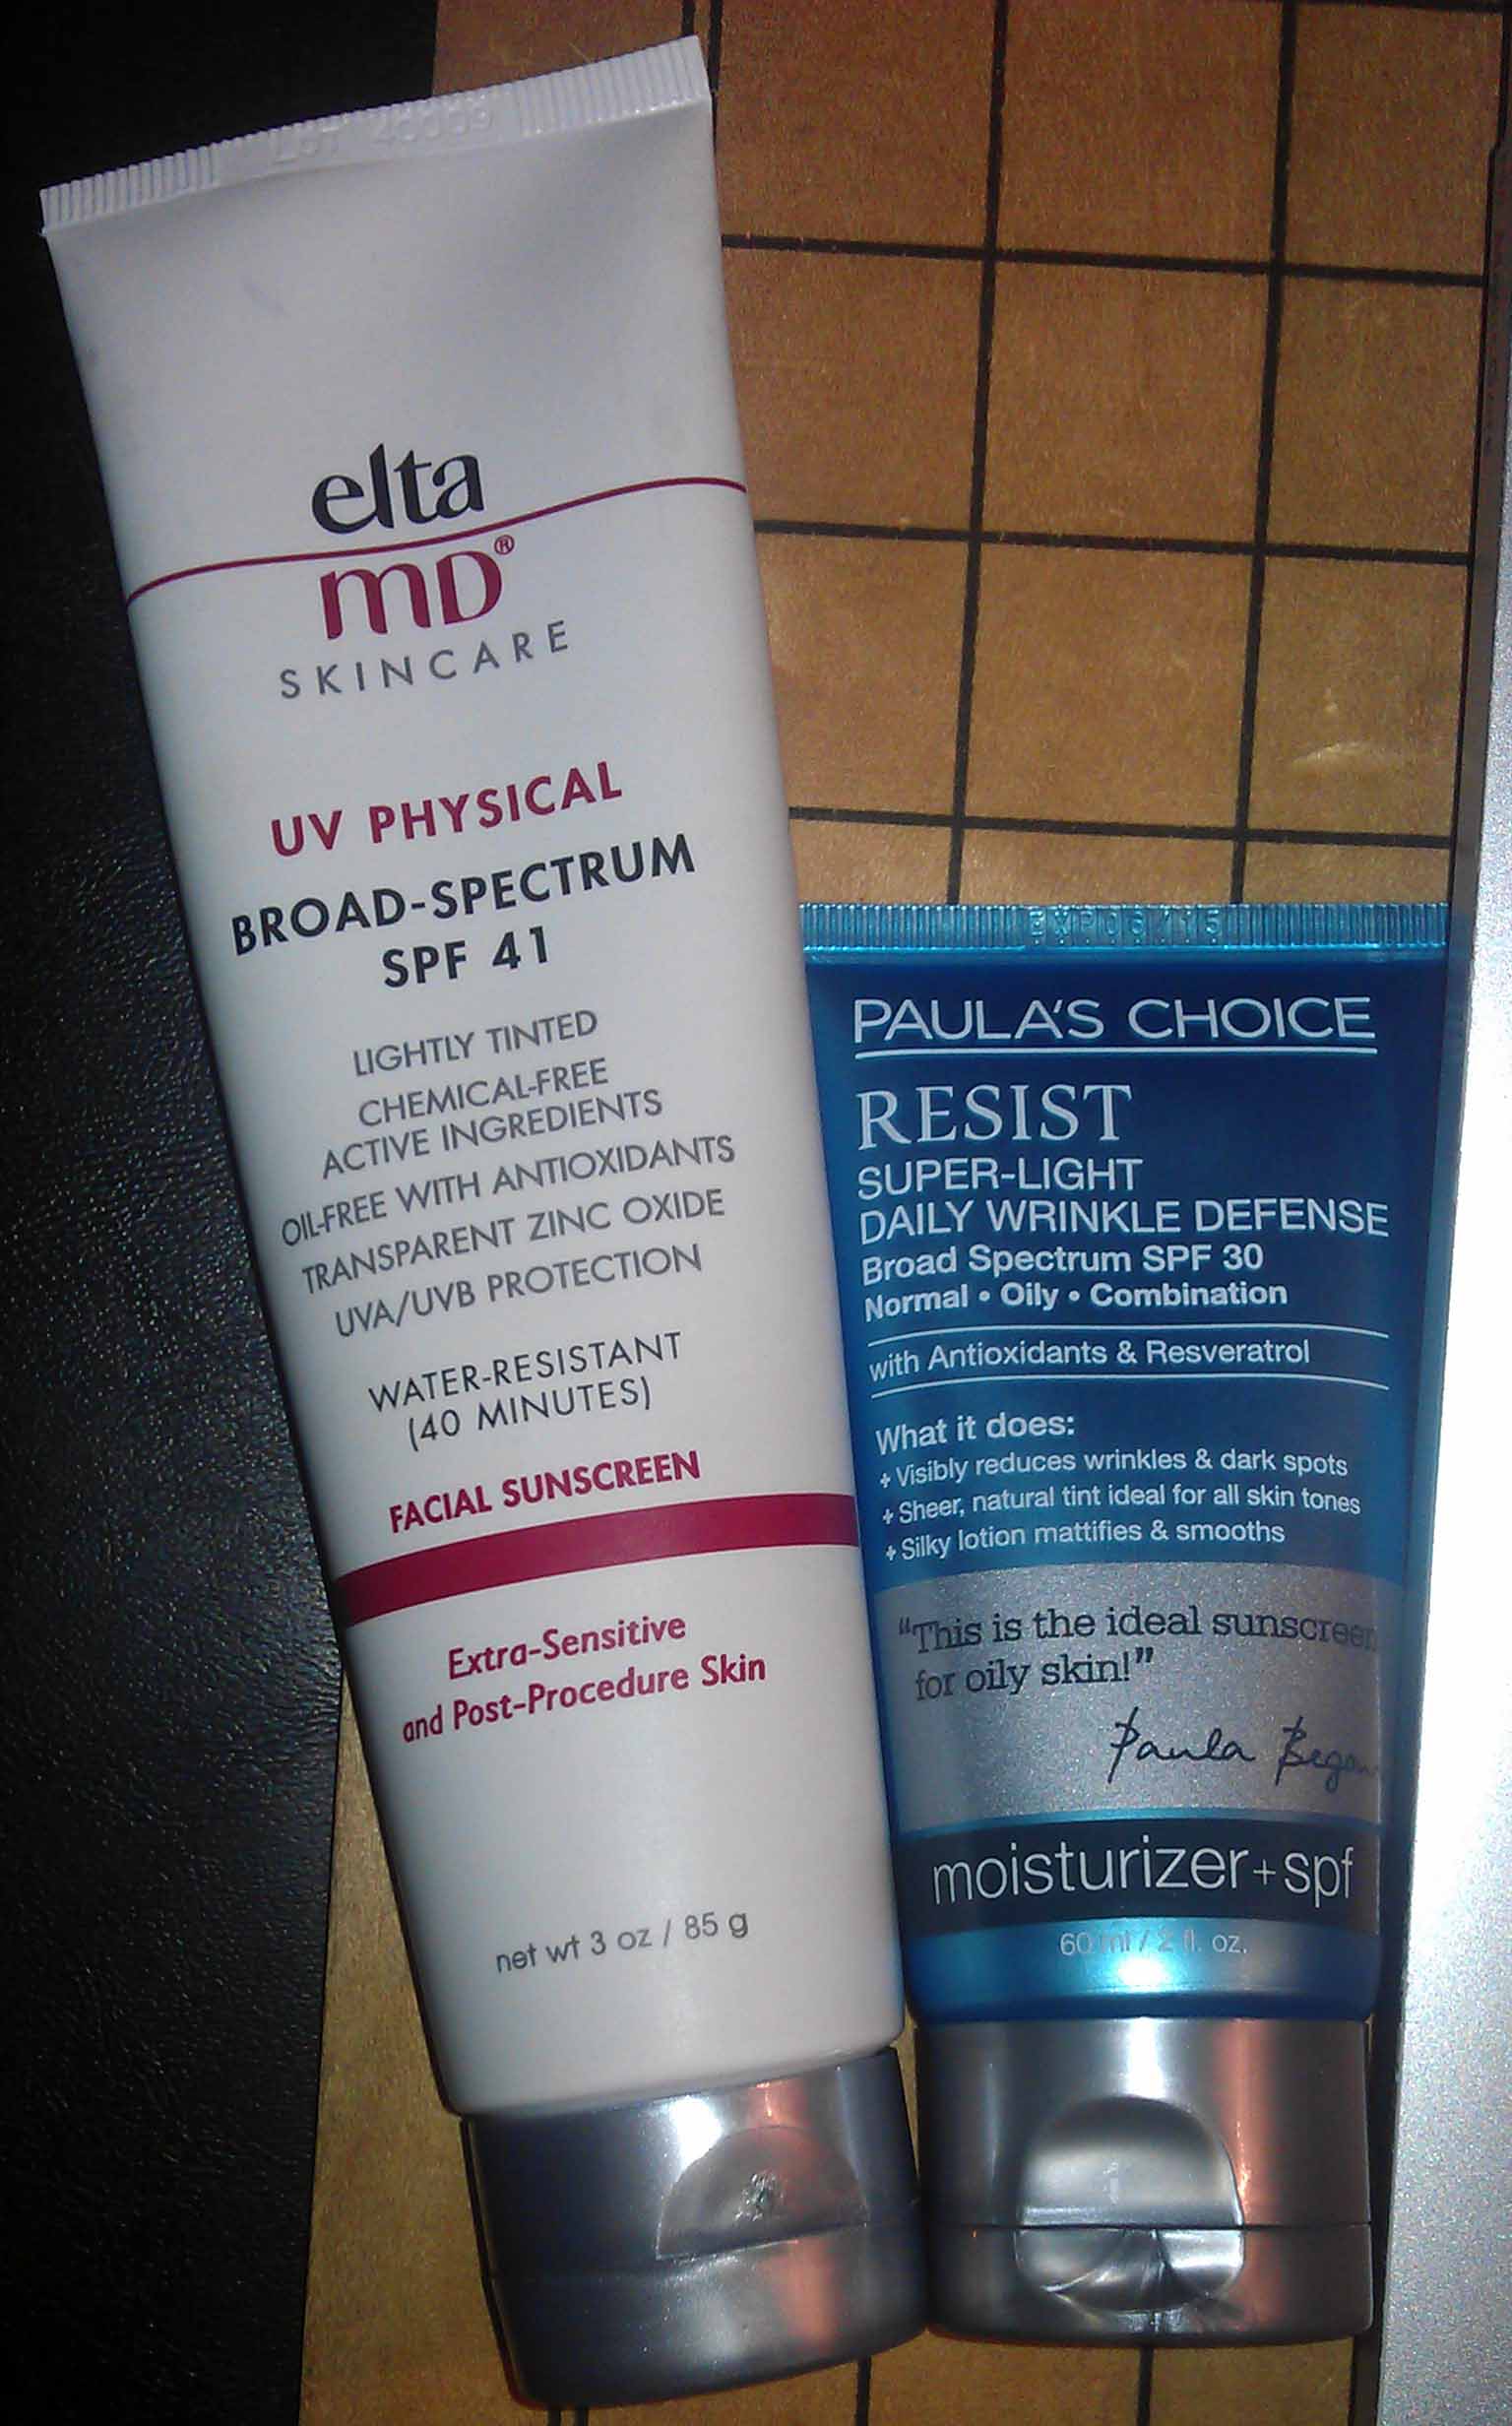 elta
MD®
SKINCARE
UV PHYSICAL
BROAD-SPECTRUM
SPF 41
LIGHTLY TINTED
CHEMICAL-FREE
ACTIVE INGREDIENTS
OIL-FREE WITH ANTIOXIDANTS
TRANSPARENT ZINC OXIDE
UVA/UVB PROTECTION
WATER-RESISTANT
(40 MINUTES)
FACIAL SUNSCREEN
Extra-Sensitive
and Post-Procedure Skin
net wt 3 oz / 85 g
EXP06/15
PAULA'S CHOICE
RESIST
SUPER-LIGHT
DAILY WRINKLE DEFENSE
Broad Spectrum SPF 30
Normal • Oily • Combination
with Antioxidants & Resveratrol
What it does:
+ Visibly reduces wrinkles & dark spots
+ Sheer, natural tint ideal for all skin tones
+ Silky lotion mattifies & smooths
"This is the ideal sunscreen
for oily skin!"
Paula Begoun
moisturizer+spf
60 ml / 2 fl. oz.